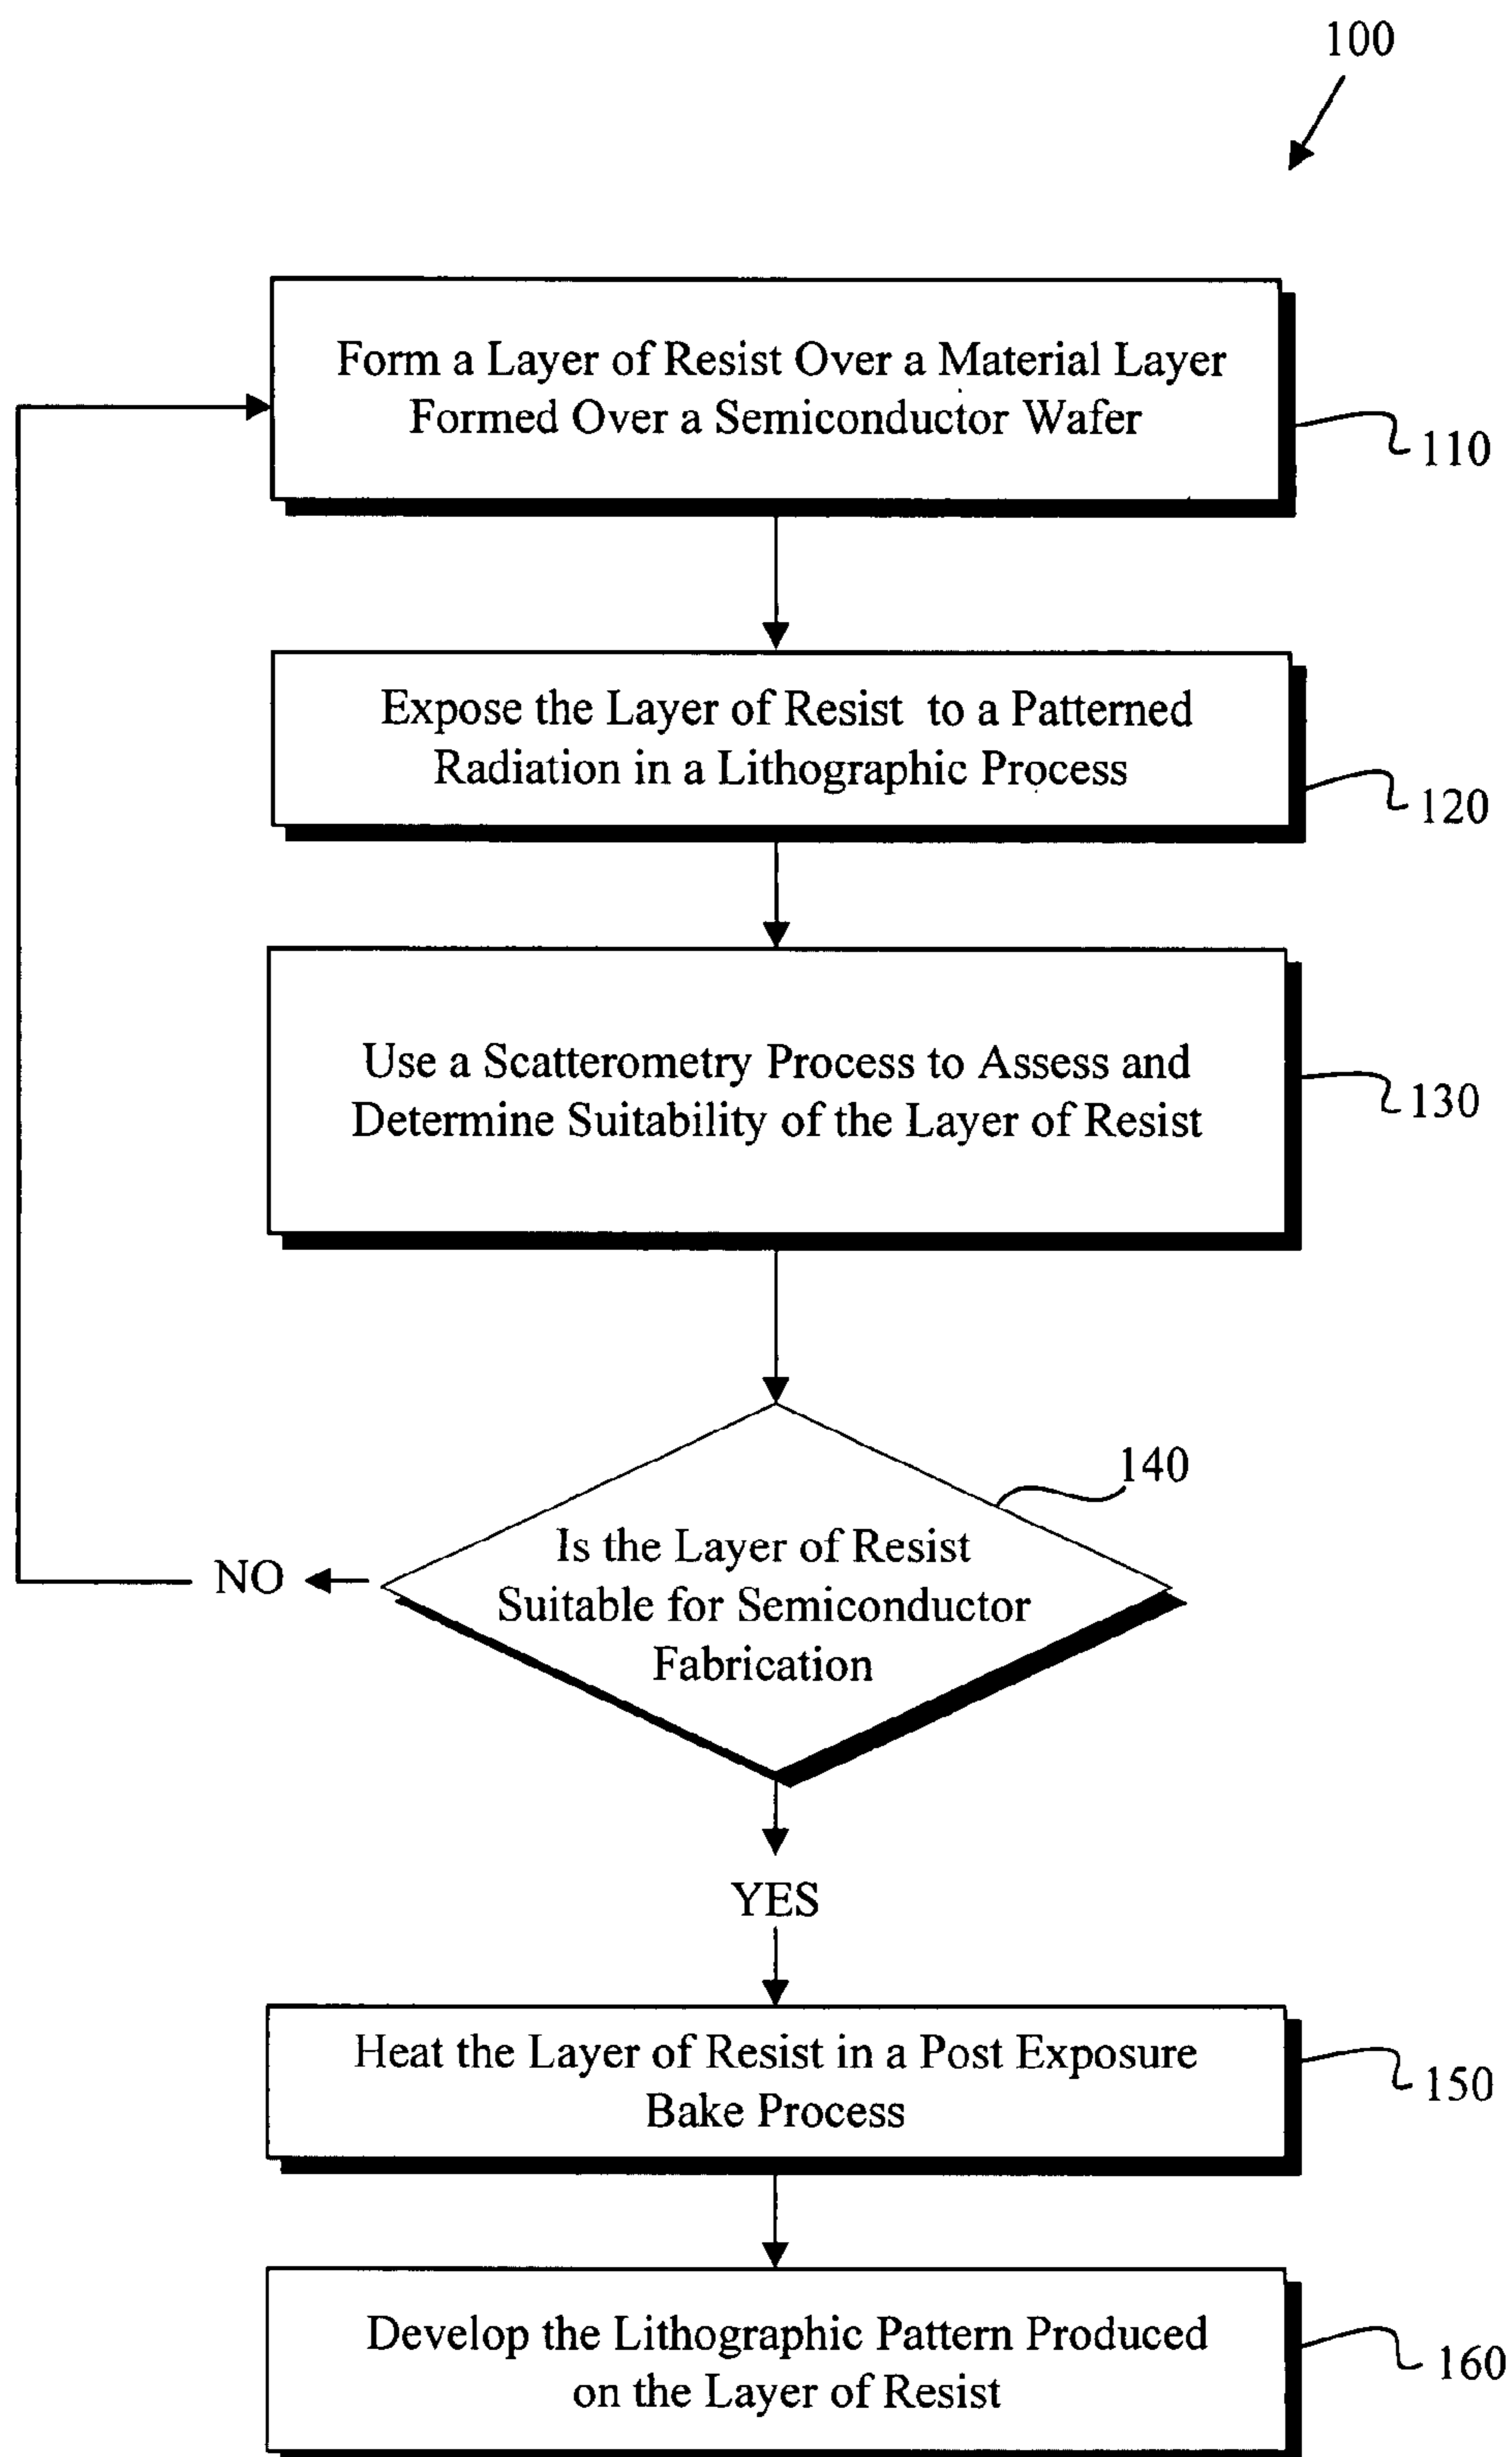 100
Form a Layer of Resist Over a Material Layer
Formed Over a Semiconductor Wafer
110
Expose the Layer of Resist to a Patterned
Radiation in a Lithographic Process
120
Use a Scatterometry Process to Assess and
Determine Suitability of the Layer of Resist
130
140
Is the Layer of Resist
Suitable for Semiconductor
Fabrication
NO
YES
Heat the Layer of Resist in a Post Exposure
Bake Process
150
Develop the Lithographic Pattern Produced
on the Layer of Resist
160